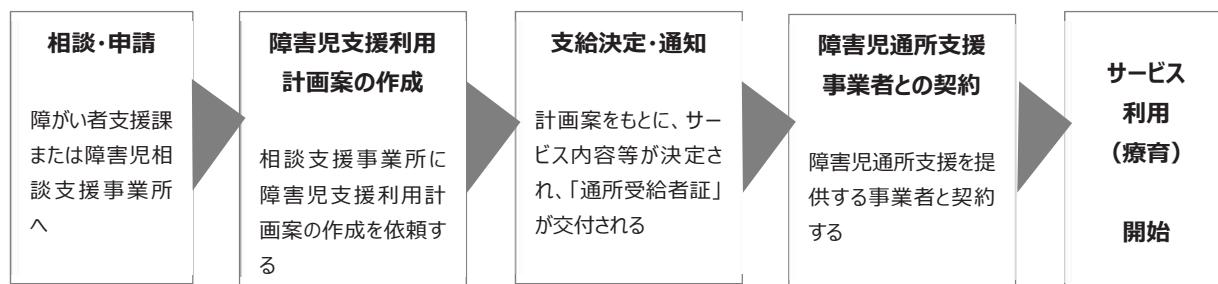 相談・申請
障がい者支援課
または障害児相
談支援事業所
へ
障害児支援利用
計画案の作成
相談支援事業所に
障害児支援利用計
画案の作成を依頼す
る
支給決定・通知
計画案をもとに、サー
ビス内容等が決定さ
れ、「通所受給者証」
が交付される
障害児通所支援
事業者との契約
障害児通所支援を提
供する事業者と契約
する
サービス
利用
（療育）
開始